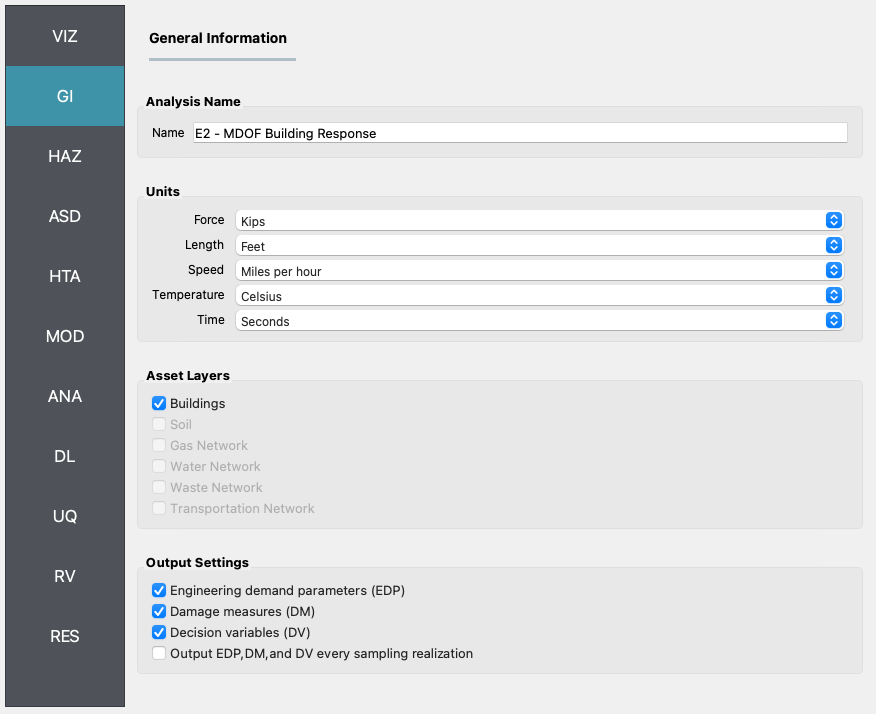 VIZ
GI
HAZ
ASD
HTA
MOD
ANA
DL
UQ
RV
RES
General Information
Analysis Name
Name E2 - MDOF Building Response
Units
Force Kips
Length Feet
Speed Miles per hour
Temperature Celsius
Time Seconds
Asset Layers
Buildings
Soil
Gas Network
Water Network
Waste Network
Transportation Network
Output Settings
Engineering demand parameters (EDP)
Damage measures (DM)
Decision variables (DV)
Output EDP,DM,and DV every sampling realization